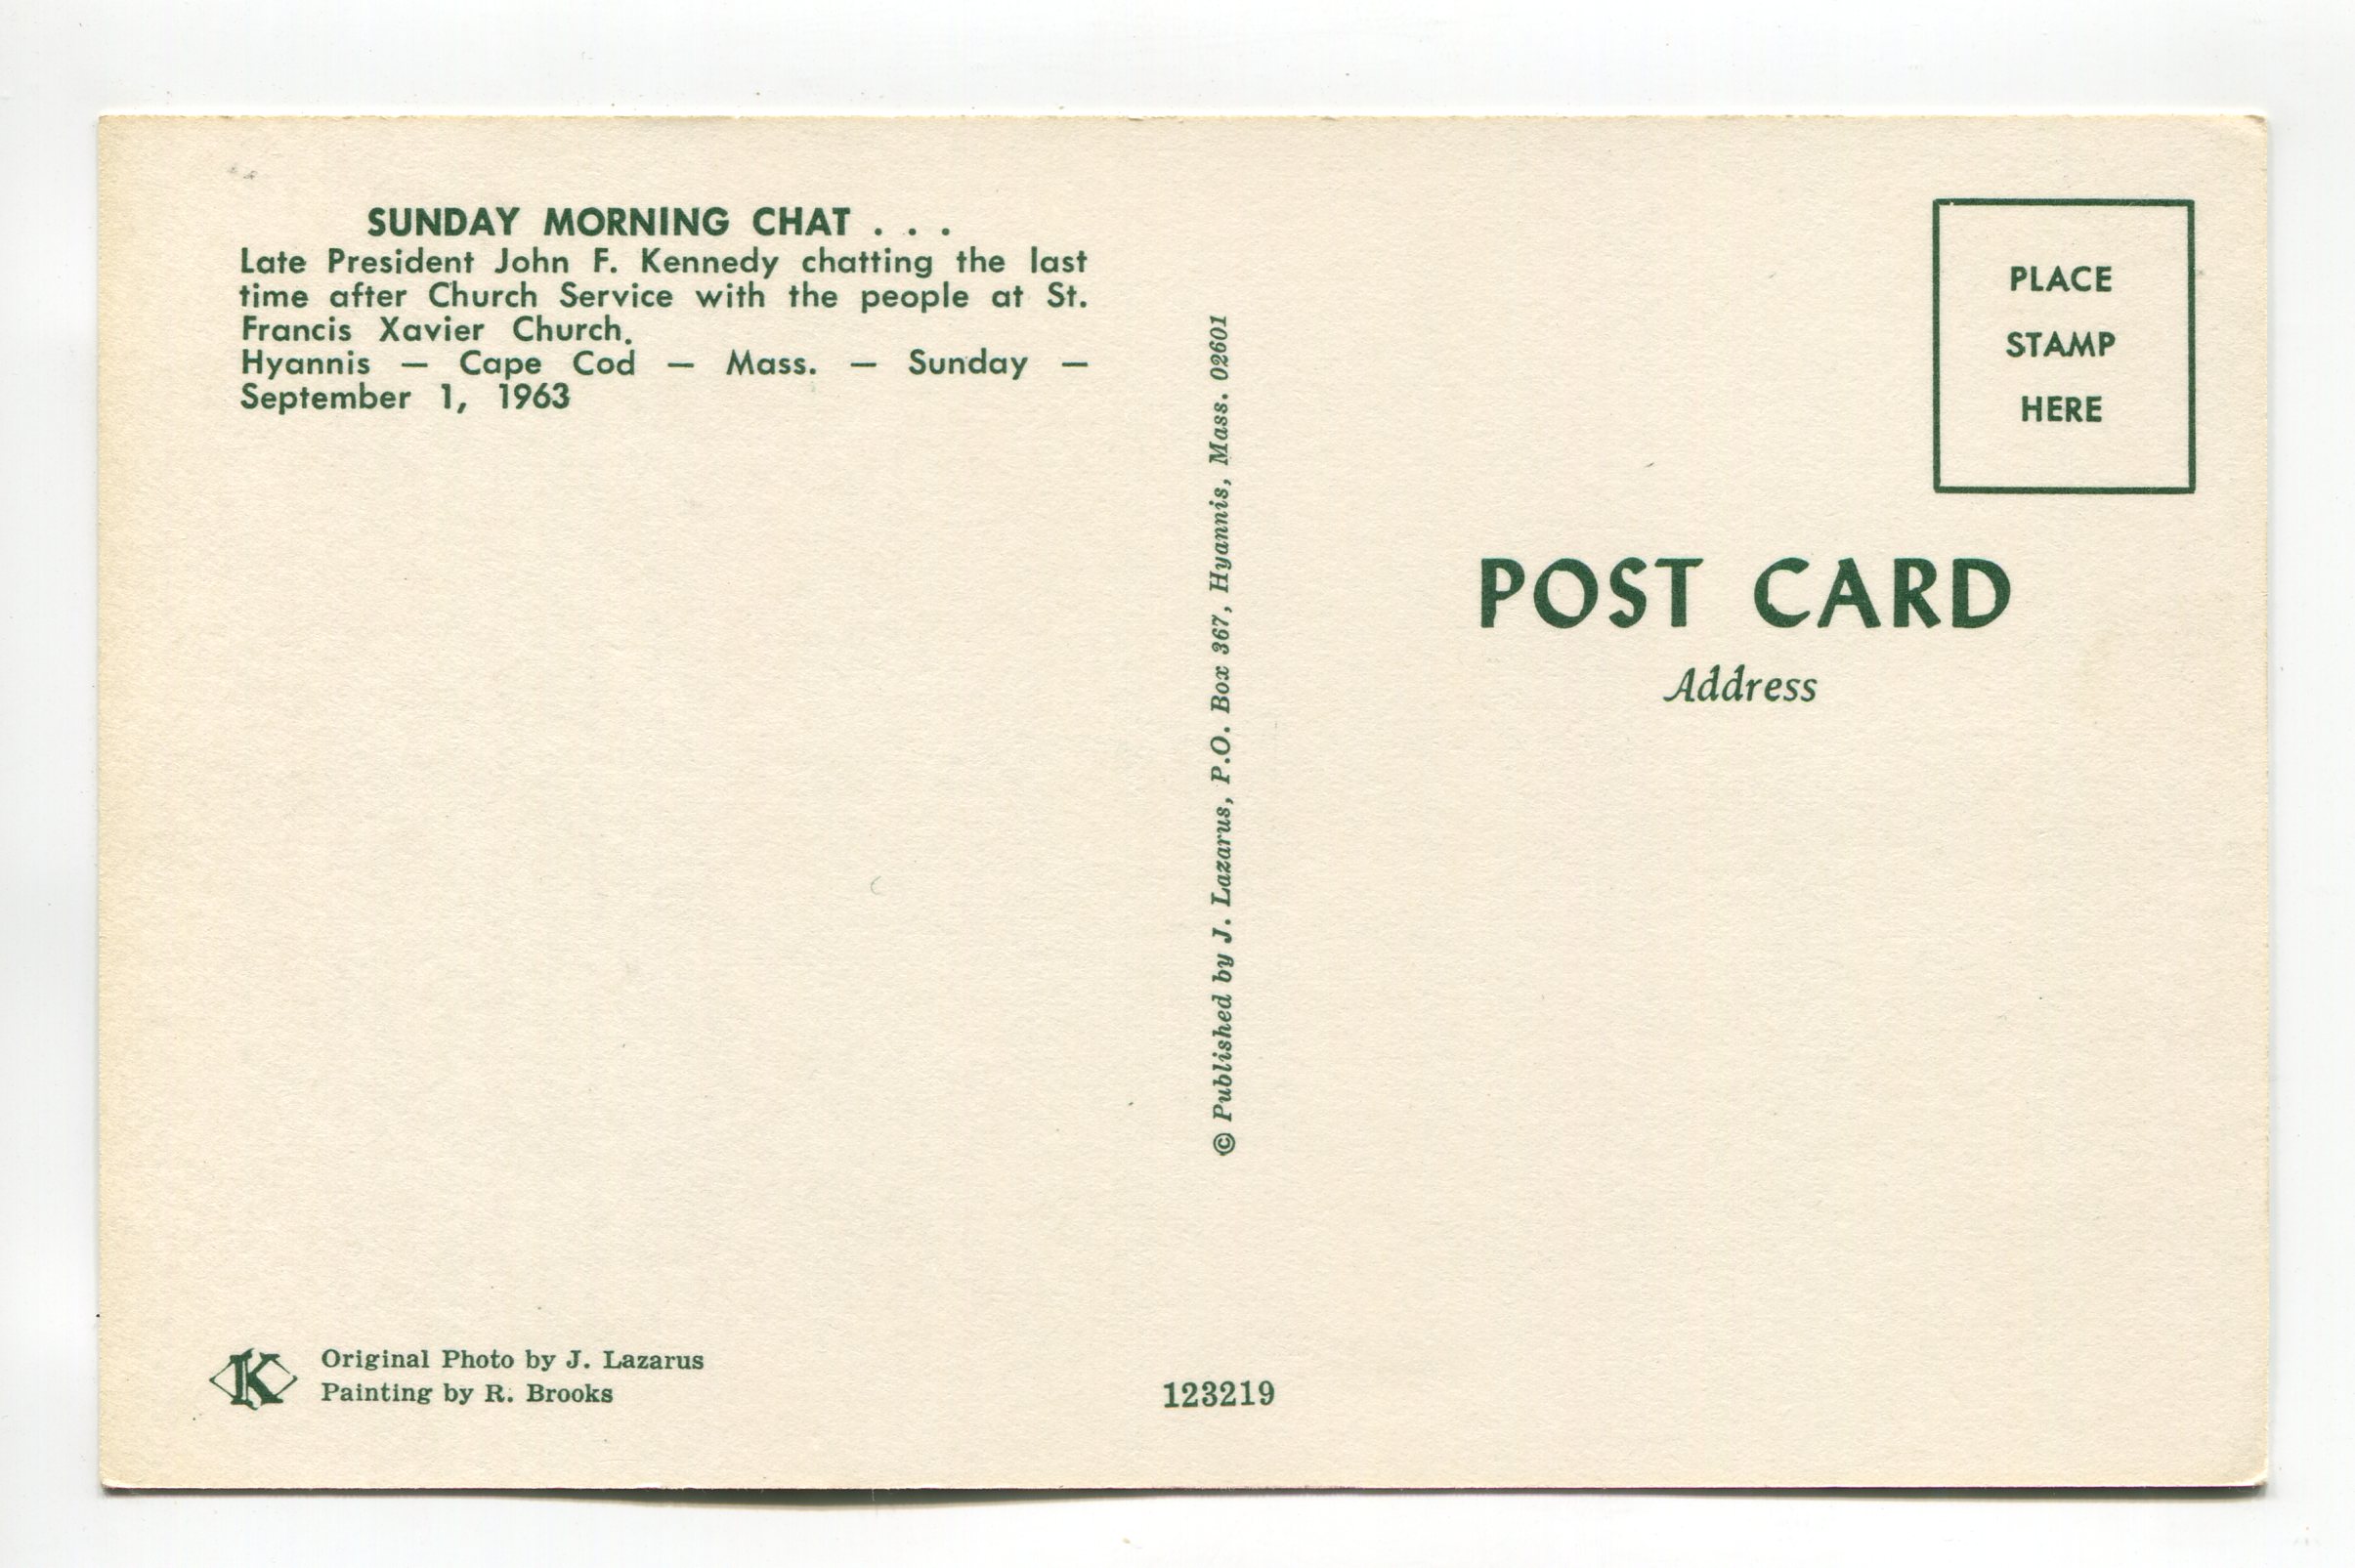 SUNDAY MORNING CHAT . . .
Late President John F. Kennedy chatting the last
time after Church Service with the people at St.
Francis Xavier Church.
Hyannis — Cape Cod — Mass. — Sunday —
September 1, 1963
K
Original Photo by J. Lazarus
Painting by R. Brooks
© Published by J. Lazarus, P.O. Box 367, Hyannis, Mass. 02601
123219
PLACE
STAMP
HERE
POST CARD
Address